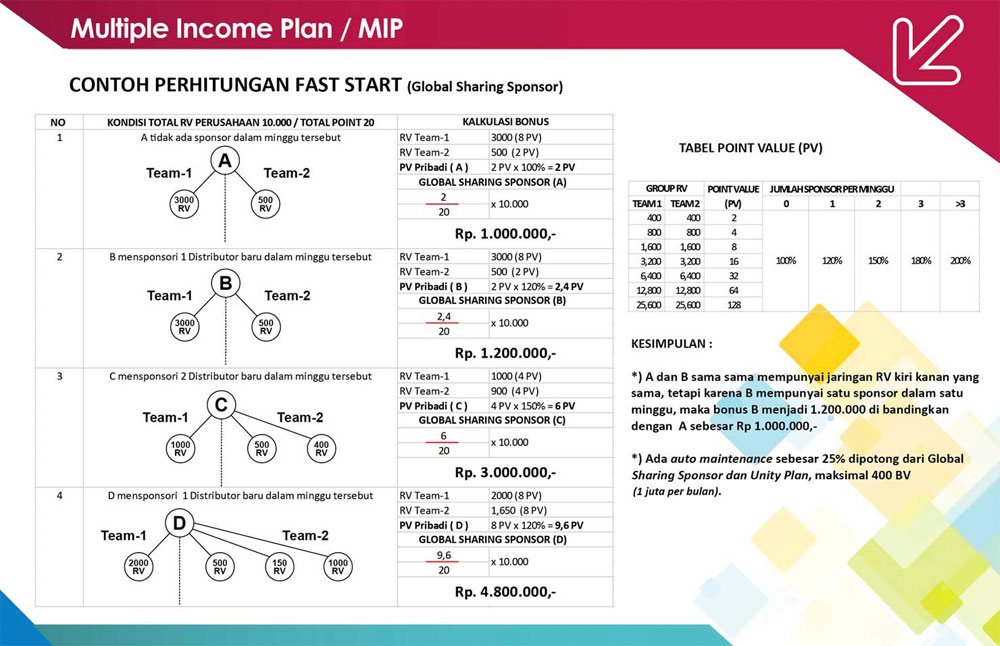 Multiple Income Plan / MIP
CONTOH PERHITUNGAN FAST START (Global Sharing Sponsor)
NO KONDISI TOTAL RV PERUSAHAAN 10.000 / TOTAL POINT 20 KALKULASI BONUS
1 A tidak ada sponsor dalam minggu tersebut
A
Team-1 Team-2
3000 RV 500 RV
RV Team-1 3000 (8 PV)
RV Team-2 500 (2 PV)
PV Pribadi ( A ) 2 PV x 100% = 2 PV
GLOBAL SHARING SPONSOR (A)
2
20
x 10.000
Rp. 1.000.000,-
2 B mensponsori 1 Distributor baru dalam minggu tersebut
B
Team-1 Team-2
3000 RV 500 RV
RV Team-1 3000 (8 PV)
RV Team-2 500 (2 PV)
PV Pribadi ( B ) 2 PV x 120% = 2,4 PV
GLOBAL SHARING SPONSOR (B)
2,4
20
x 10.000
Rp. 1.200.000,-
3 C mensponsori 2 Distributor baru dalam minggu tersebut
C
Team-1 Team-2
1000 RV 500 RV 400 RV
RV Team-1 1000 (4 PV)
RV Team-2 900 (4 PV)
PV Pribadi ( C ) 4 PV x 150% = 6 PV
GLOBAL SHARING SPONSOR (C)
6
20
x 10.000
Rp. 3.000.000,-
4 D mensponsori 1 Distributor baru dalam minggu tersebut
D
Team-1 Team-2
2000 RV 500 RV 150 RV 1000 RV
RV Team-1 2000 (8 PV)
RV Team-2 1,650 (8 PV)
PV Pribadi ( D ) 8 PV x 120% = 9,6 PV
GLOBAL SHARING SPONSOR (D)
9,6
20
x 10.000
Rp. 4.800.000,-
TABEL POINT VALUE (PV)
GROUP RV POINT VALUE JUMLAH SPONSOR PER MINGGU
TEAM 1 TEAM 2 (PV) 0 1 2 3 >3
400 400 2
800 800 4
1,600 1,600 8
3,200 3,200 16 100% 120% 150% 180% 200%
6,400 6,400 32
12,800 12,800 64
25,600 25,600 128
KESIMPULAN :
*) A dan B sama sama mempunyai jaringan RV kiri kanan yang
sama, tetapi karena B mempunyai satu sponsor dalam satu
minggu, maka bonus B menjadi 1.200.000 di bandingkan
dengan A sebesar Rp 1.000.000,-
*) Ada auto maintenance sebesar 25% dipotong dari Global
Sharing Sponsor dan Unity Plan, maksimal 400 BV
(1 juta per bulan).